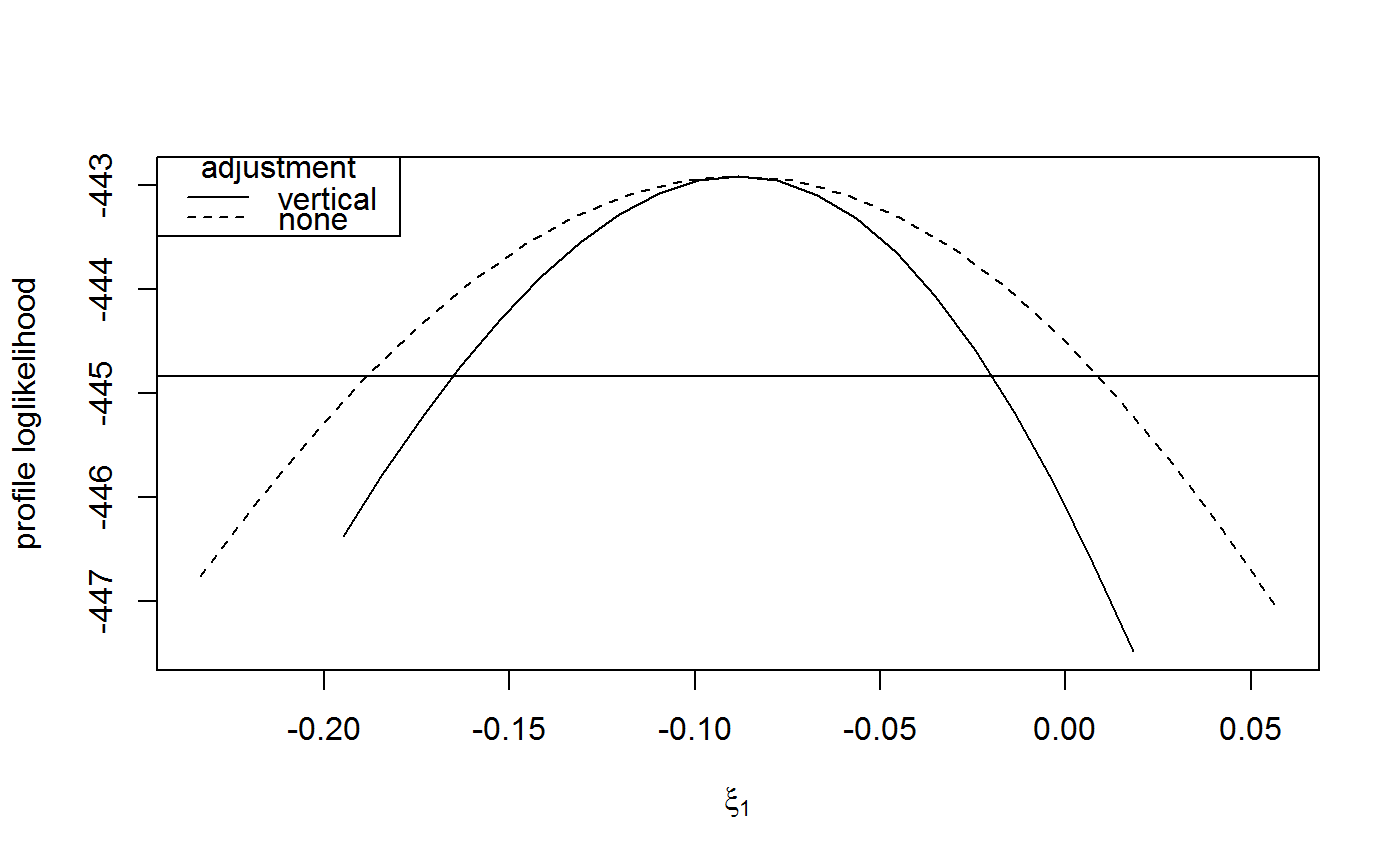 adjustment
vertical
none
profile loglikelihood
-443
-444
-445
-446
-447
-0.20 -0.15 -0.10 -0.05 0.00 0.05
ξ1